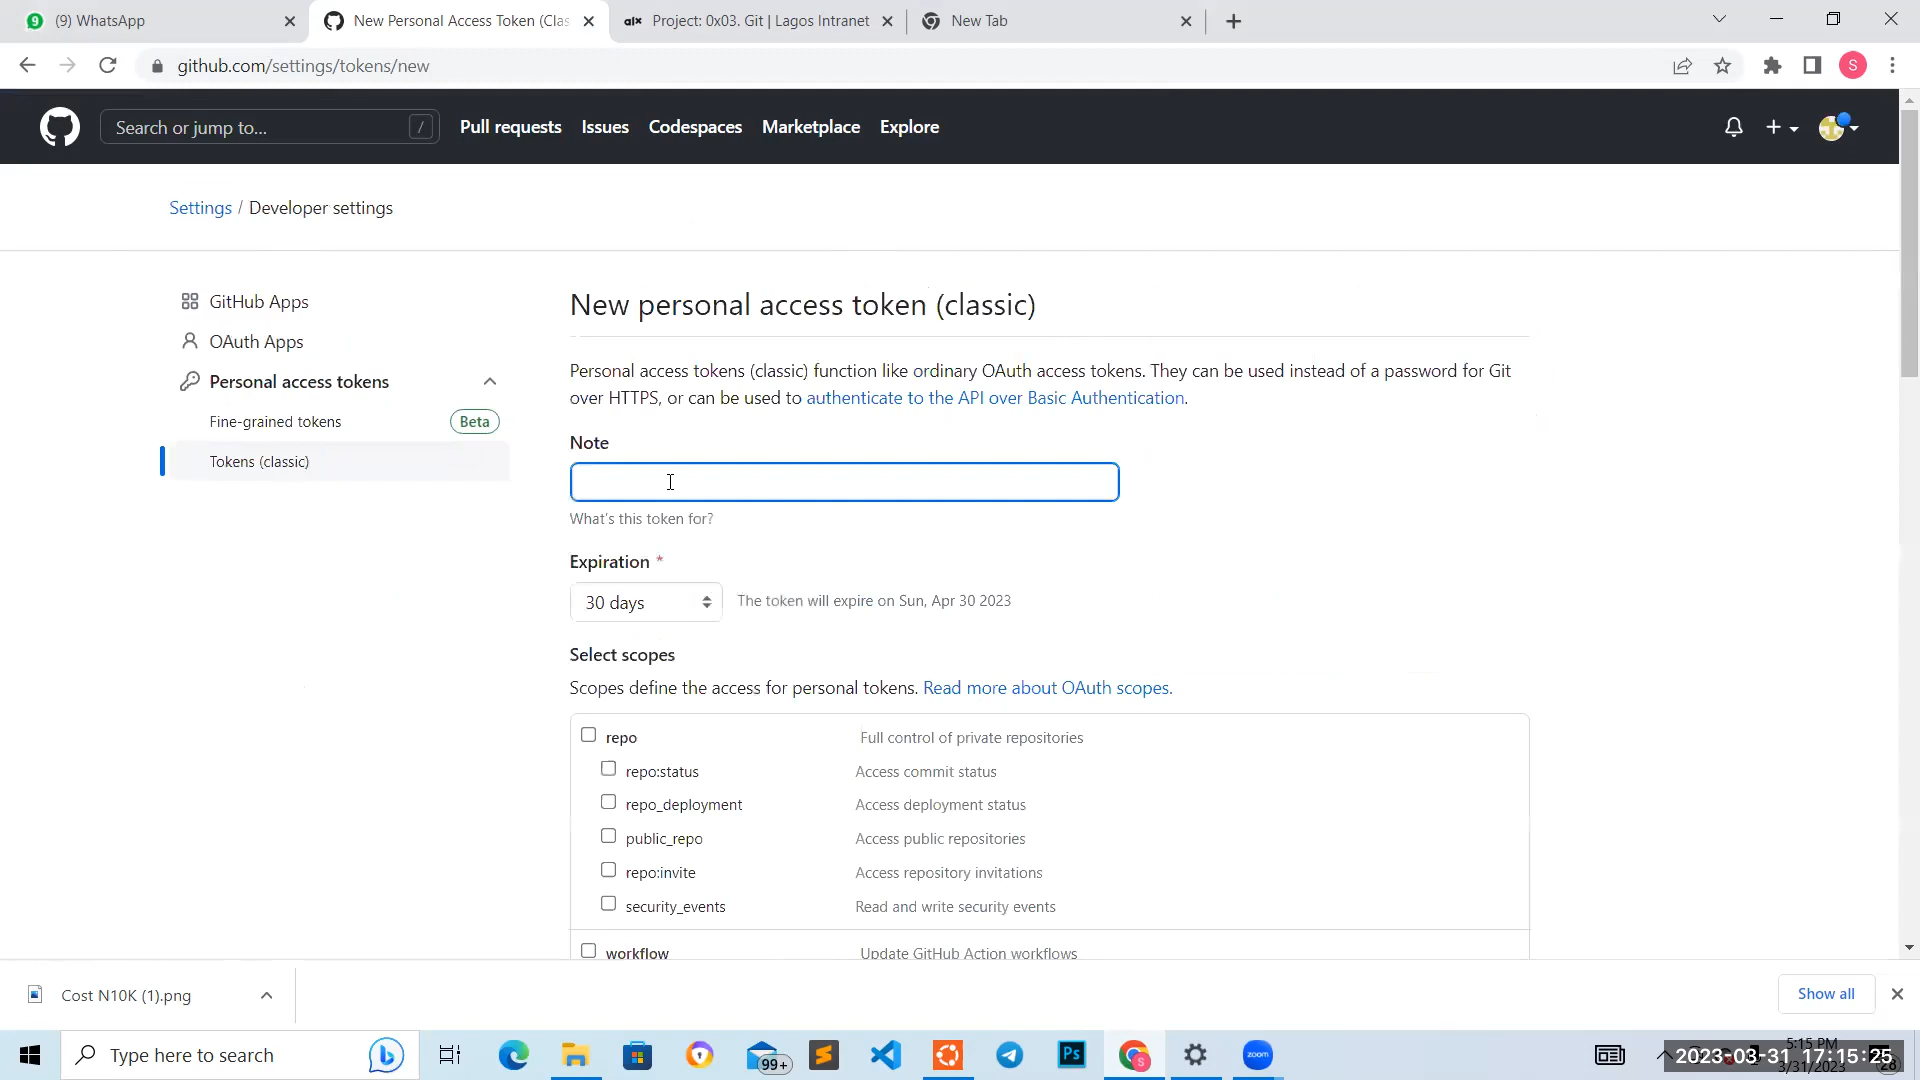 (9) WhatsApp
New Personal Access Token (Clas
alx Project: 0x03. Git | Lagos Intranet
New Tab
github.com/settings/tokens/new
S
Search or jump to... /
Pull requests Issues Codespaces Marketplace Explore
Settings / Developer settings
GitHub Apps
OAuth Apps
Personal access tokens
Fine-grained tokens Beta
Tokens (classic)
New personal access token (classic)
Personal access tokens (classic) function like ordinary OAuth access tokens. They can be used instead of a password for Git
over HTTPS, or can be used to authenticate to the API over Basic Authentication.
Note
What's this token for?
Expiration *
30 days The token will expire on Sun, Apr 30 2023
Select scopes
Scopes define the access for personal tokens. Read more about OAuth scopes.
repo Full control of private repositories
repo:status Access commit status
repo_deployment Access deployment status
public_repo Access public repositories
repo:invite Access repository invitations
security_events Read and write security events
workflow Update GitHub Action workflows
Cost N10K (1).png
Show all
Type here to search
99+
Ps
zoom
5:15 PM
2023-03-31 17:15:25
3/31/2023
28